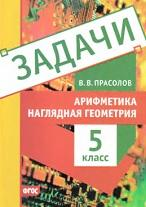 ЗАДАЧИ
В. В. ПРАСОЛОВ
АРИФМЕТИКА
НАГЛЯДНАЯ ГЕОМЕТРИЯ
5
класс
ФГОС